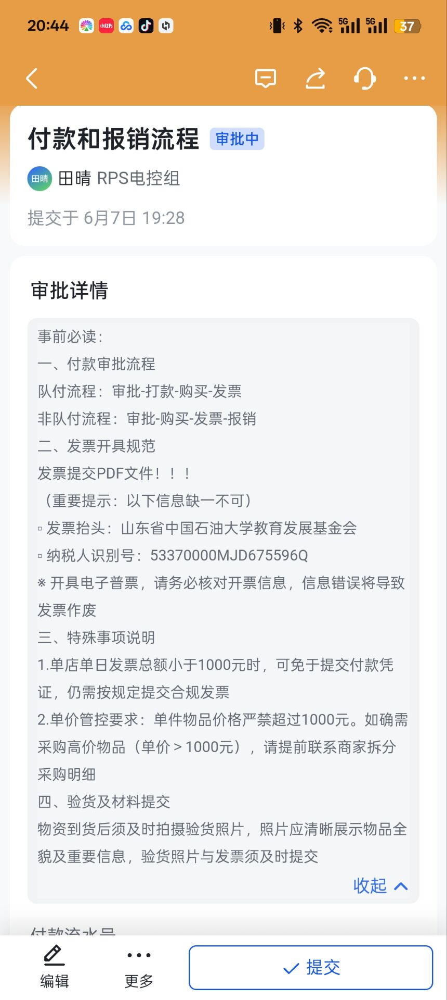 20:44
小红书
5G
5G
37
付款和报销流程 审批中
田晴 田晴 RPS电控组
提交于 6月7日 19:28
审批详情
事前必读：
一、付款审批流程
队付流程：审批-打款-购买-发票
非队付流程：审批-购买-发票-报销
二、发票开具规范
发票提交PDF文件！！！
（重要提示：以下信息缺一不可）
▫ 发票抬头：山东省中国石油大学教育发展基金会
▫ 纳税人识别号：53370000MJD675596Q
※ 开具电子普票，请务必核对开票信息，信息错误将导致
发票作废
三、特殊事项说明
1.单店单日发票总额小于1000元时，可免于提交付款凭
证，仍需按规定提交合规发票
2.单价管控要求：单件物品价格严禁超过1000元。如确需
采购高价物品（单价＞1000元），请提前联系商家拆分
采购明细
四、验货及材料提交
物资到货后须及时拍摄验货照片，照片应清晰展示物品全
貌及重要信息，验货照片与发票须及时提交
收起
付款流水号
编辑
更多
提交